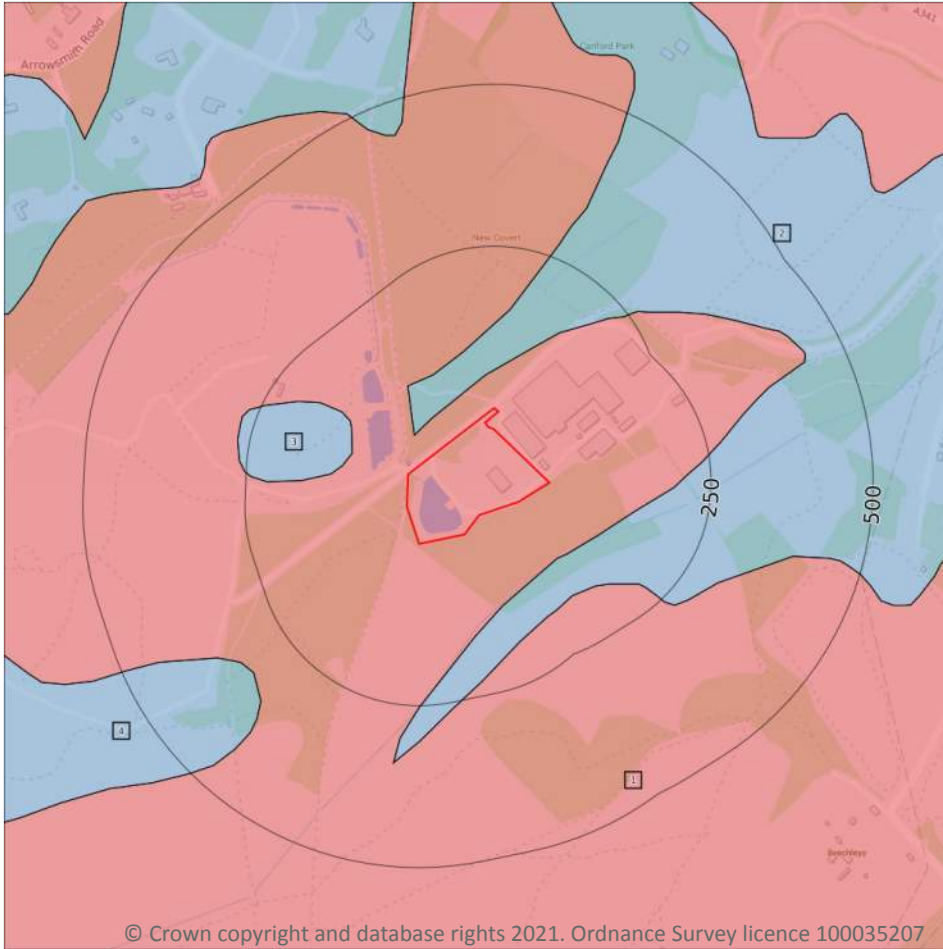 Arrowsmith Road
A341
Canford Park
2
New Covert
3
250
500
4
1
Beechleys
© Crown copyright and database rights 2021. Ordnance Survey licence 100035207